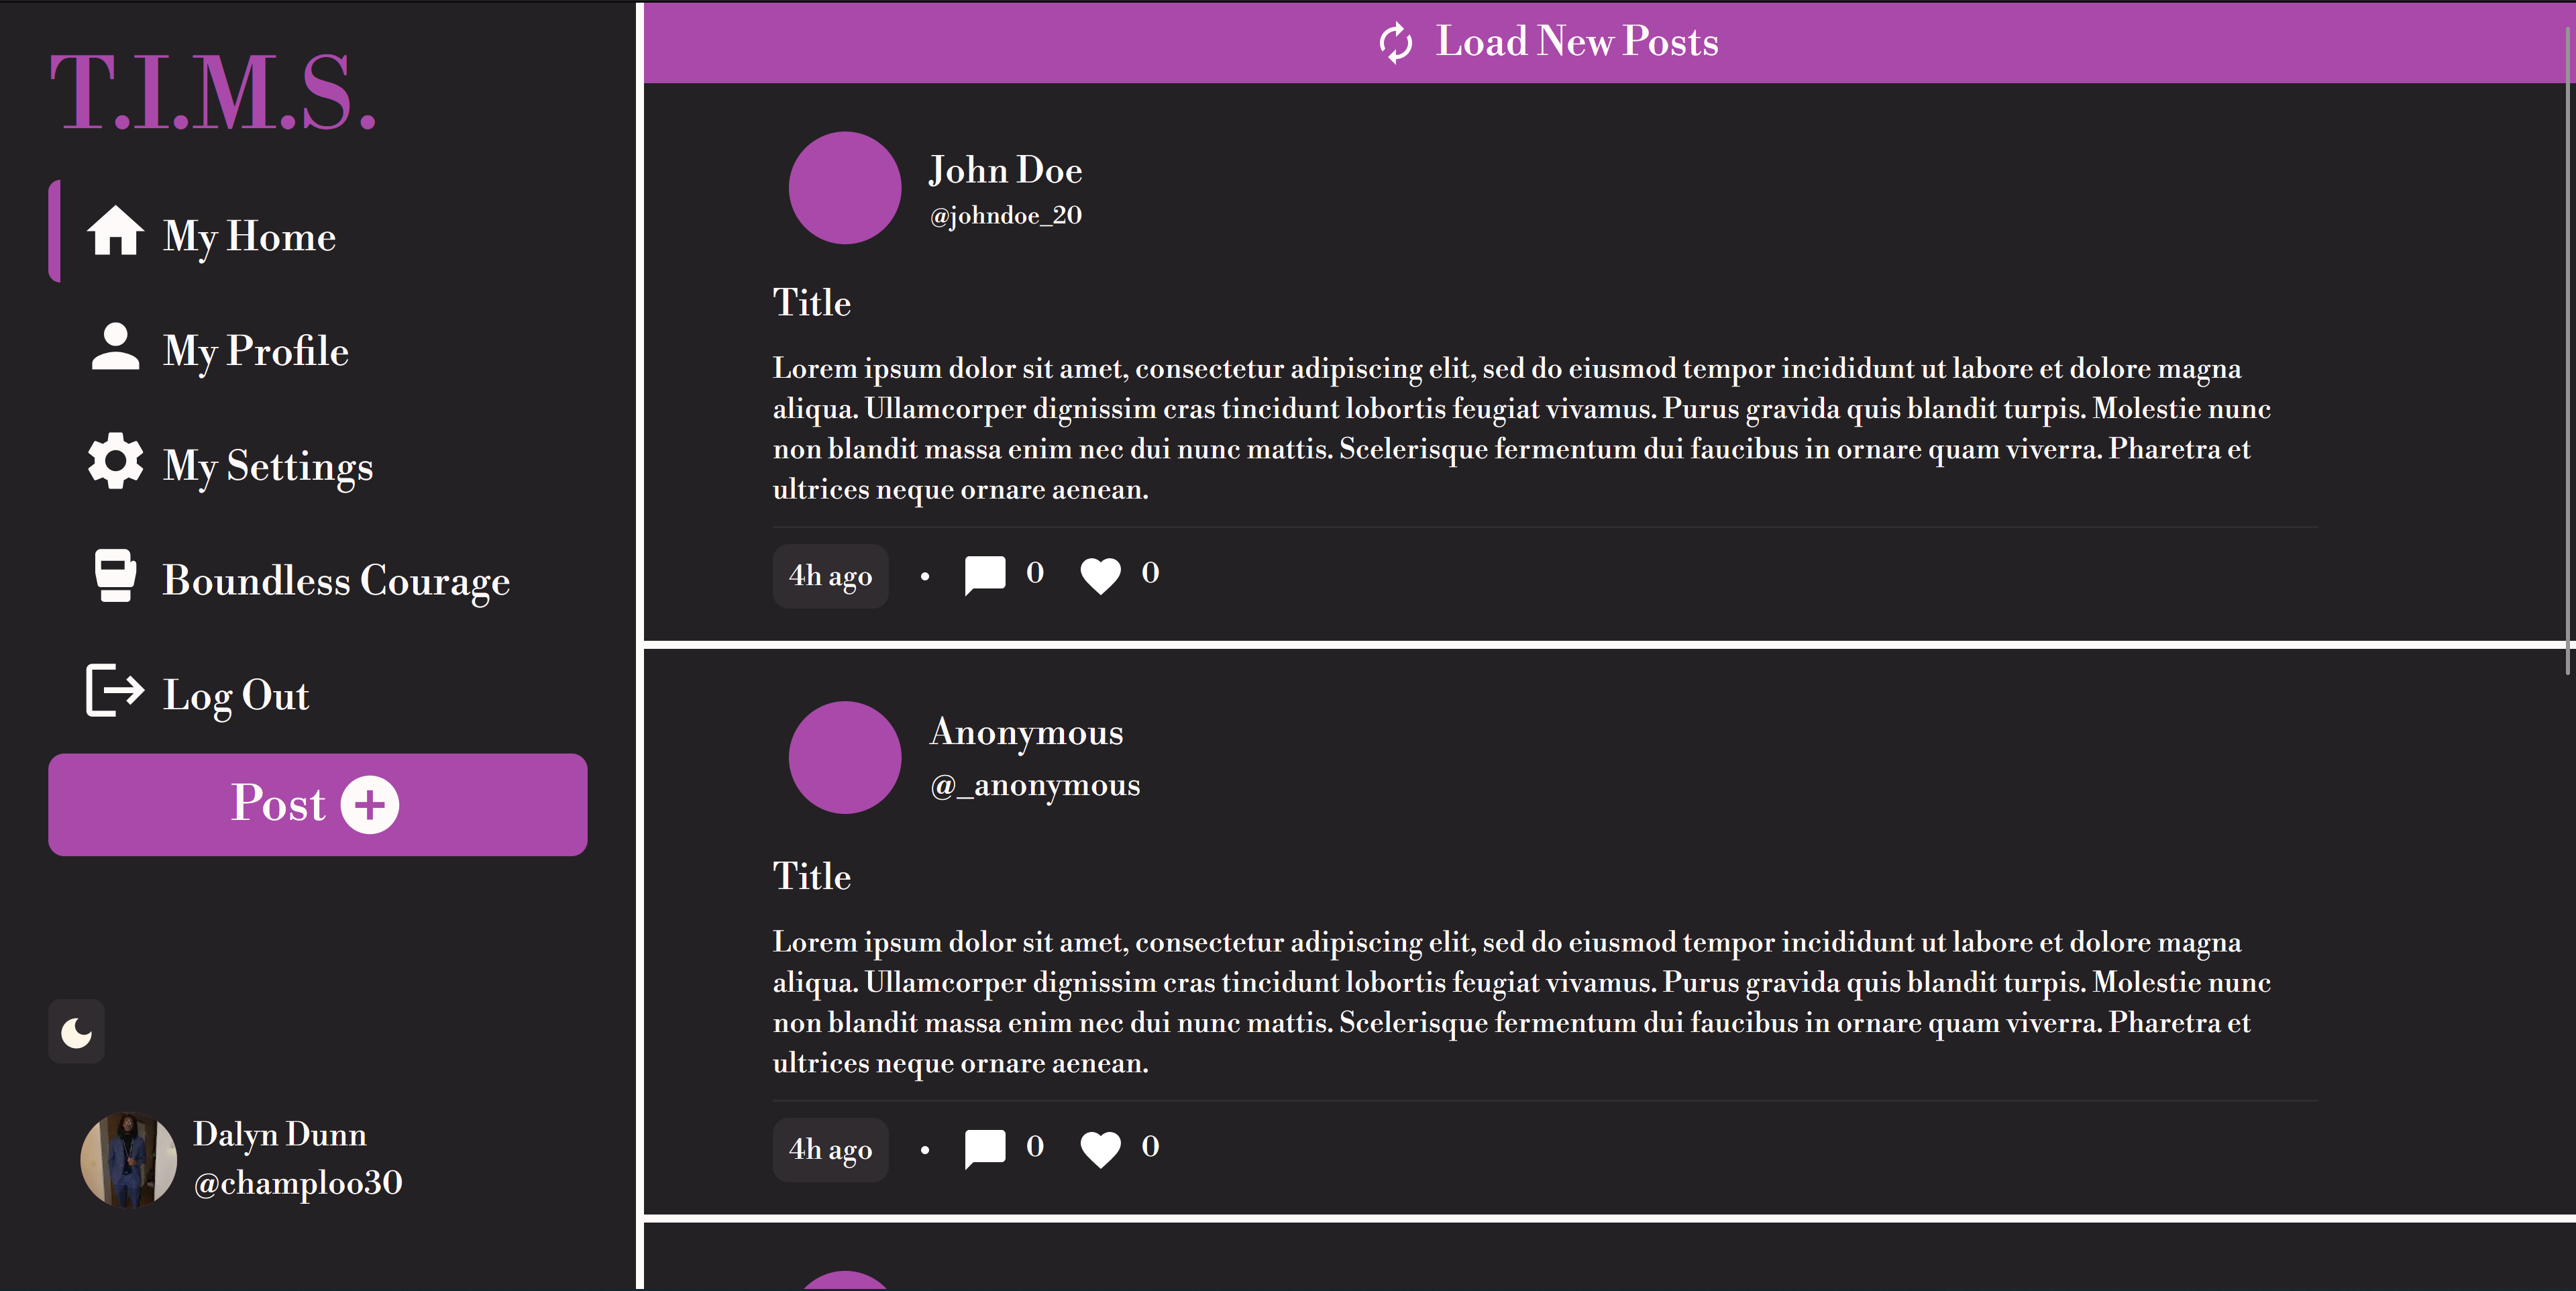 T.I.M.S.
My Home
My Profile
My Settings
Boundless Courage
Log Out
Post
Dalyn Dunn
@champloo30
Load New Posts
John Doe
@johndoe_20
Title
Lorem ipsum dolor sit amet, consectetur adipiscing elit, sed do eiusmod tempor incididunt ut labore et dolore magna
aliqua. Ullamcorper dignissim cras tincidunt lobortis feugiat vivamus. Purus gravida quis blandit turpis. Molestie nunc
non blandit massa enim nec dui nunc mattis. Scelerisque fermentum dui faucibus in ornare quam viverra. Pharetra et
ultrices neque ornare aenean.
4h ago • 0 0
Anonymous
@_anonymous
Title
Lorem ipsum dolor sit amet, consectetur adipiscing elit, sed do eiusmod tempor incididunt ut labore et dolore magna
aliqua. Ullamcorper dignissim cras tincidunt lobortis feugiat vivamus. Purus gravida quis blandit turpis. Molestie nunc
non blandit massa enim nec dui nunc mattis. Scelerisque fermentum dui faucibus in ornare quam viverra. Pharetra et
ultrices neque ornare aenean.
4h ago • 0 0